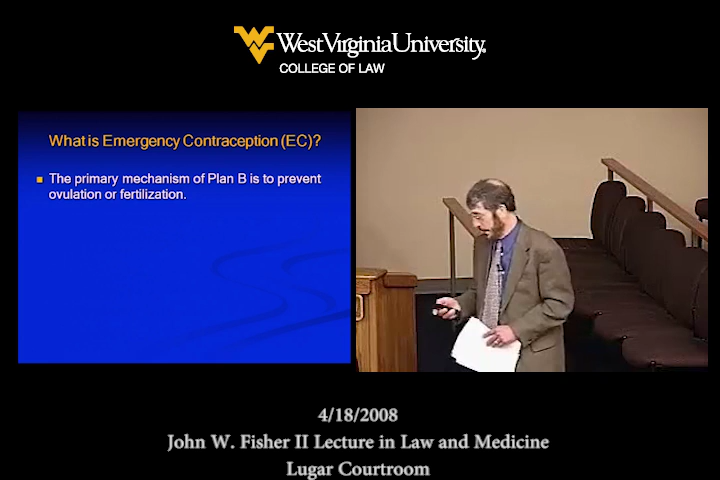 WestVirginiaUniversity.
COLLEGE OF LAW
What is Emergency Contraception (EC)?
The primary mechanism of Plan B is to prevent
ovulation or fertilization.
4/18/2008
John W. Fisher II Lecture in Law and Medicine
Lugar Courtroom